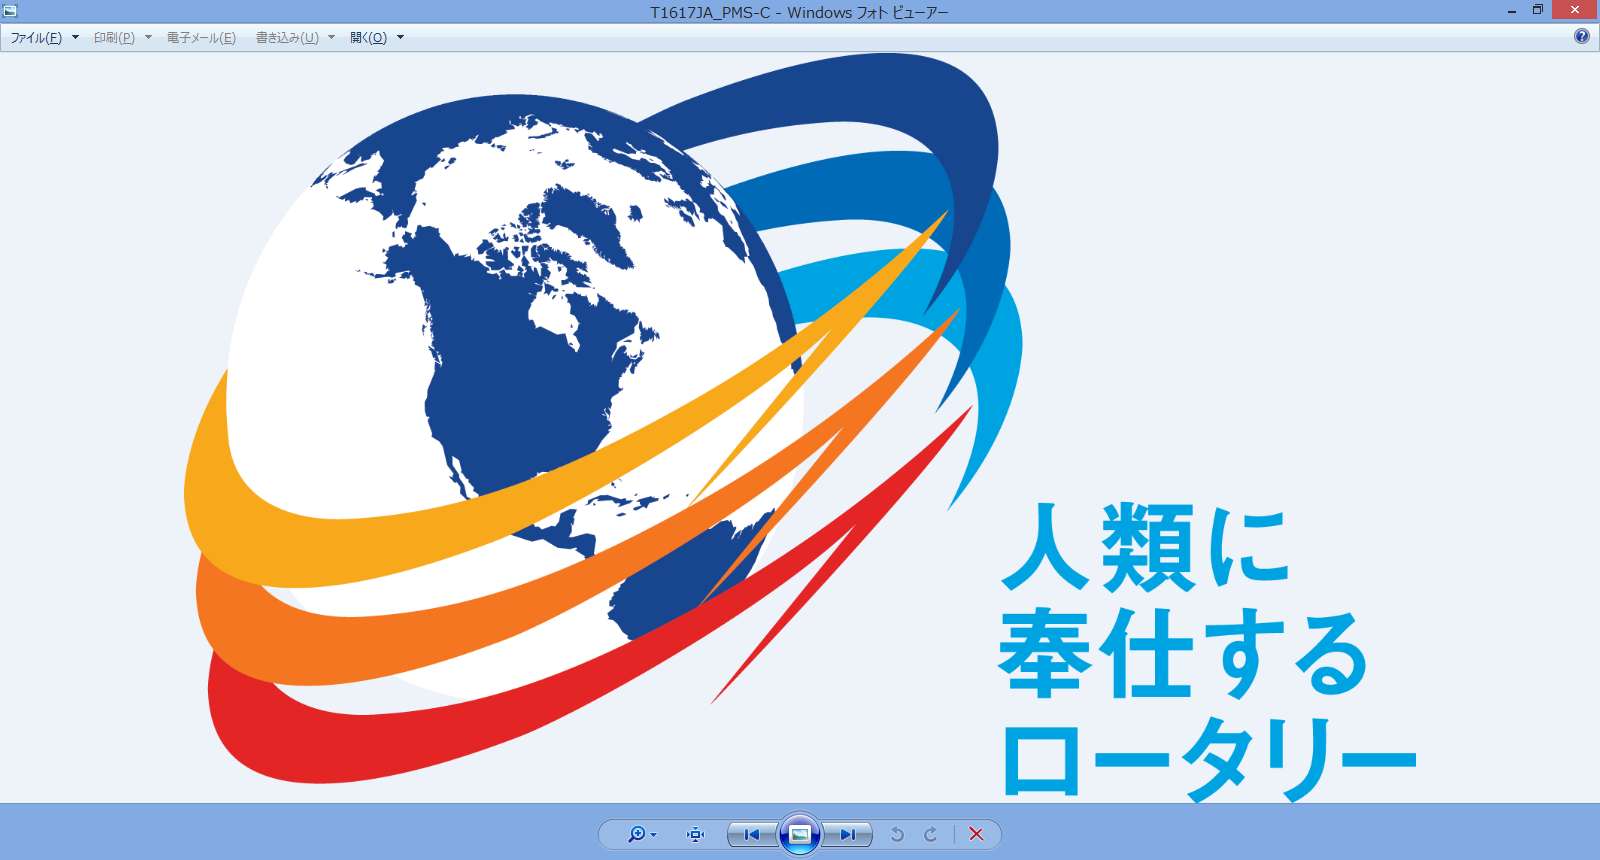 T1617JA_PMS-C - Windows フォト ビューアー
ファイル(F) 印刷(P) 電子メール(E) 書き込み(U) 開く(O)
人類に
奉仕する
ロータリー